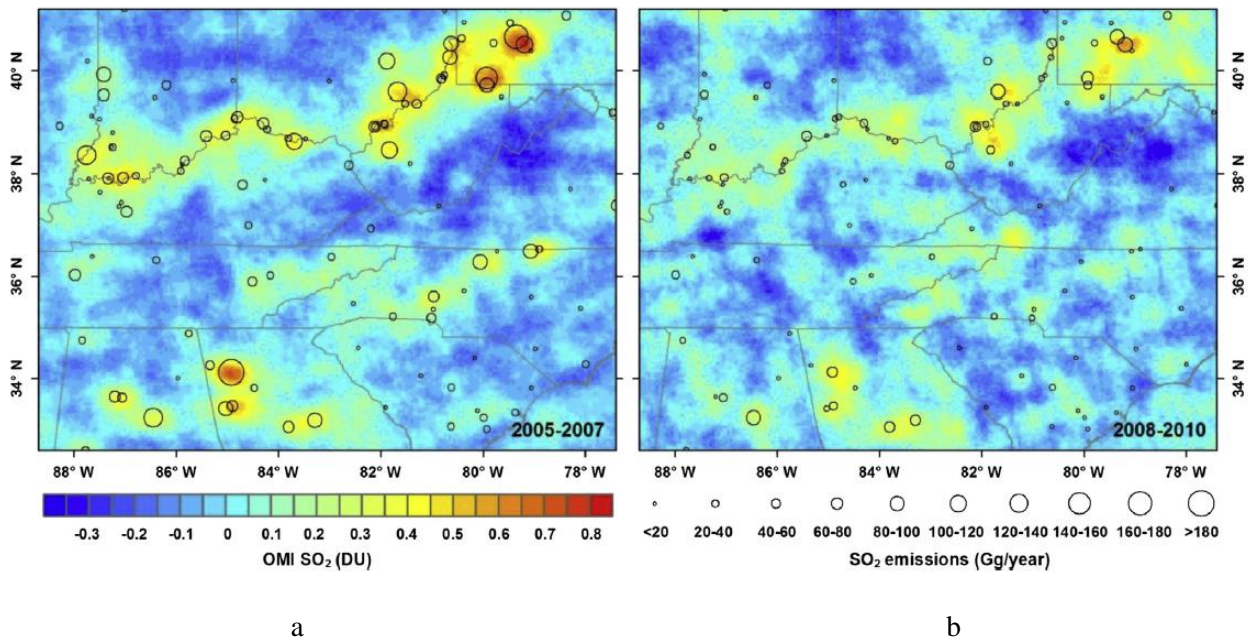 40° N
38° N
36° N
34° N
2005-2007
88° W
86° W
84° W
82° W
80° W
78° W
2008-2010
88° W
86° W
84° W
82° W
80° W
78° W
40° N
38° N
36° N
34° N
-0.3 -0.2 -0.1 0 0.1 0.2 0.3 0.4 0.5 0.6 0.7 0.8
OMI SO₂ (DU)
<20 20-40 40-60 60-80 80-100 100-120 120-140 140-160 160-180 >180
SO₂ emissions (Gg/year)
a
b